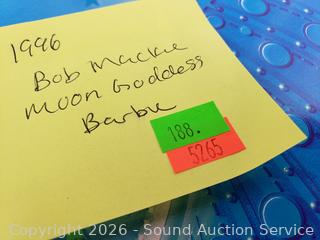 1996
Bob Mackie
Moon Goddess
Barbie
188.
5265
Copyright 2026 - Sound Auction Service